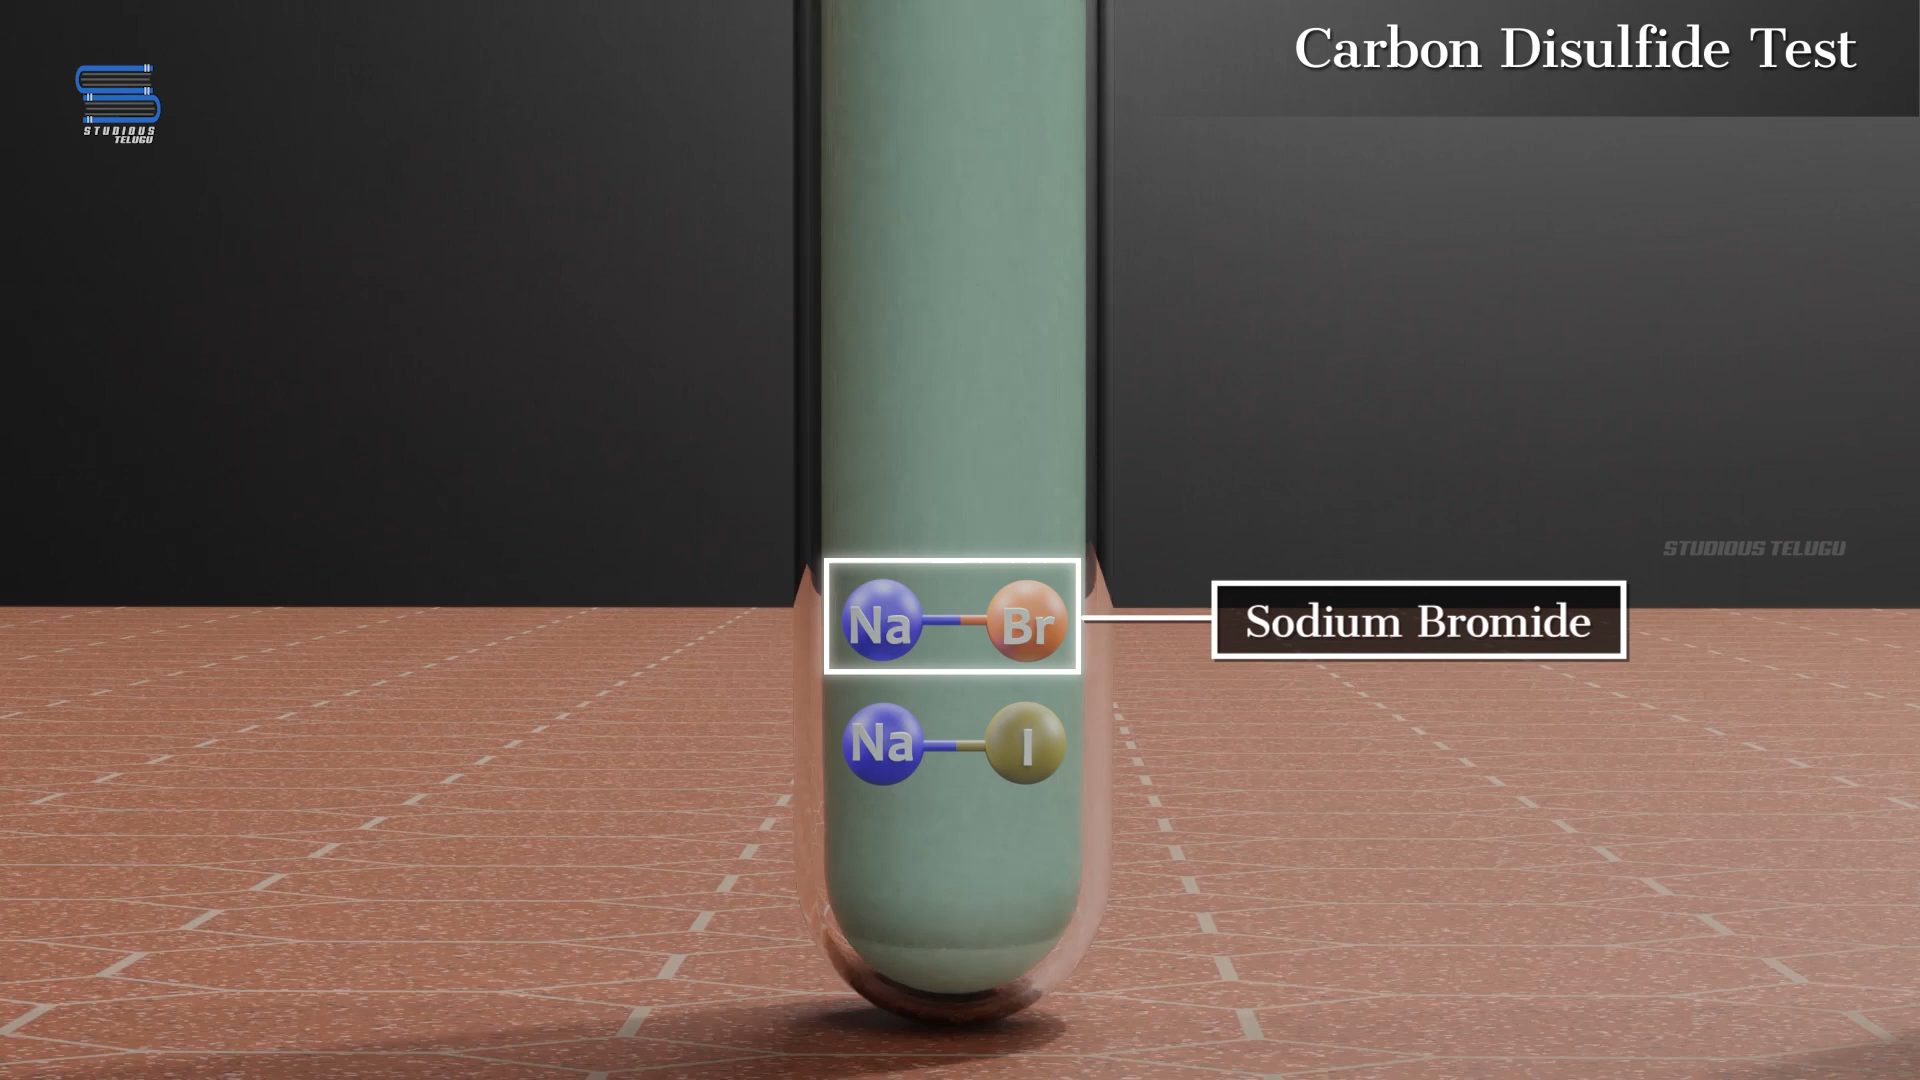 Carbon Disulfide Test
STUDIOUS
TELUGU
STUDIOUS TELUGU
Na Br
Sodium Bromide
Na I